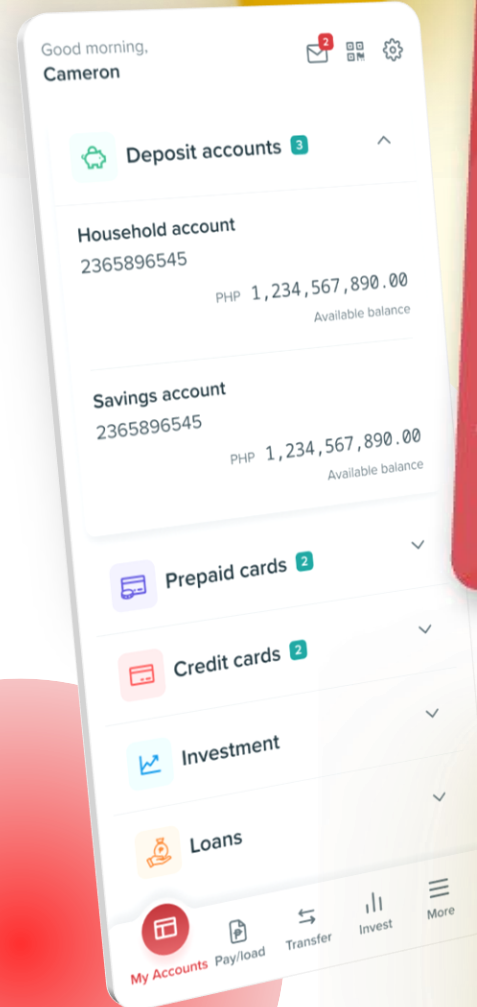 Good morning,
2
Cameron
Deposit accounts 3
Household account
2365896545
PHP 1,234,567,890.00
Available balance
Savings account
2365896545
PHP 1,234,567,890.00
Available balance
Prepaid cards 2
Credit cards 2
Investment
Loans
My Accounts Pay/load Transfer Invest More